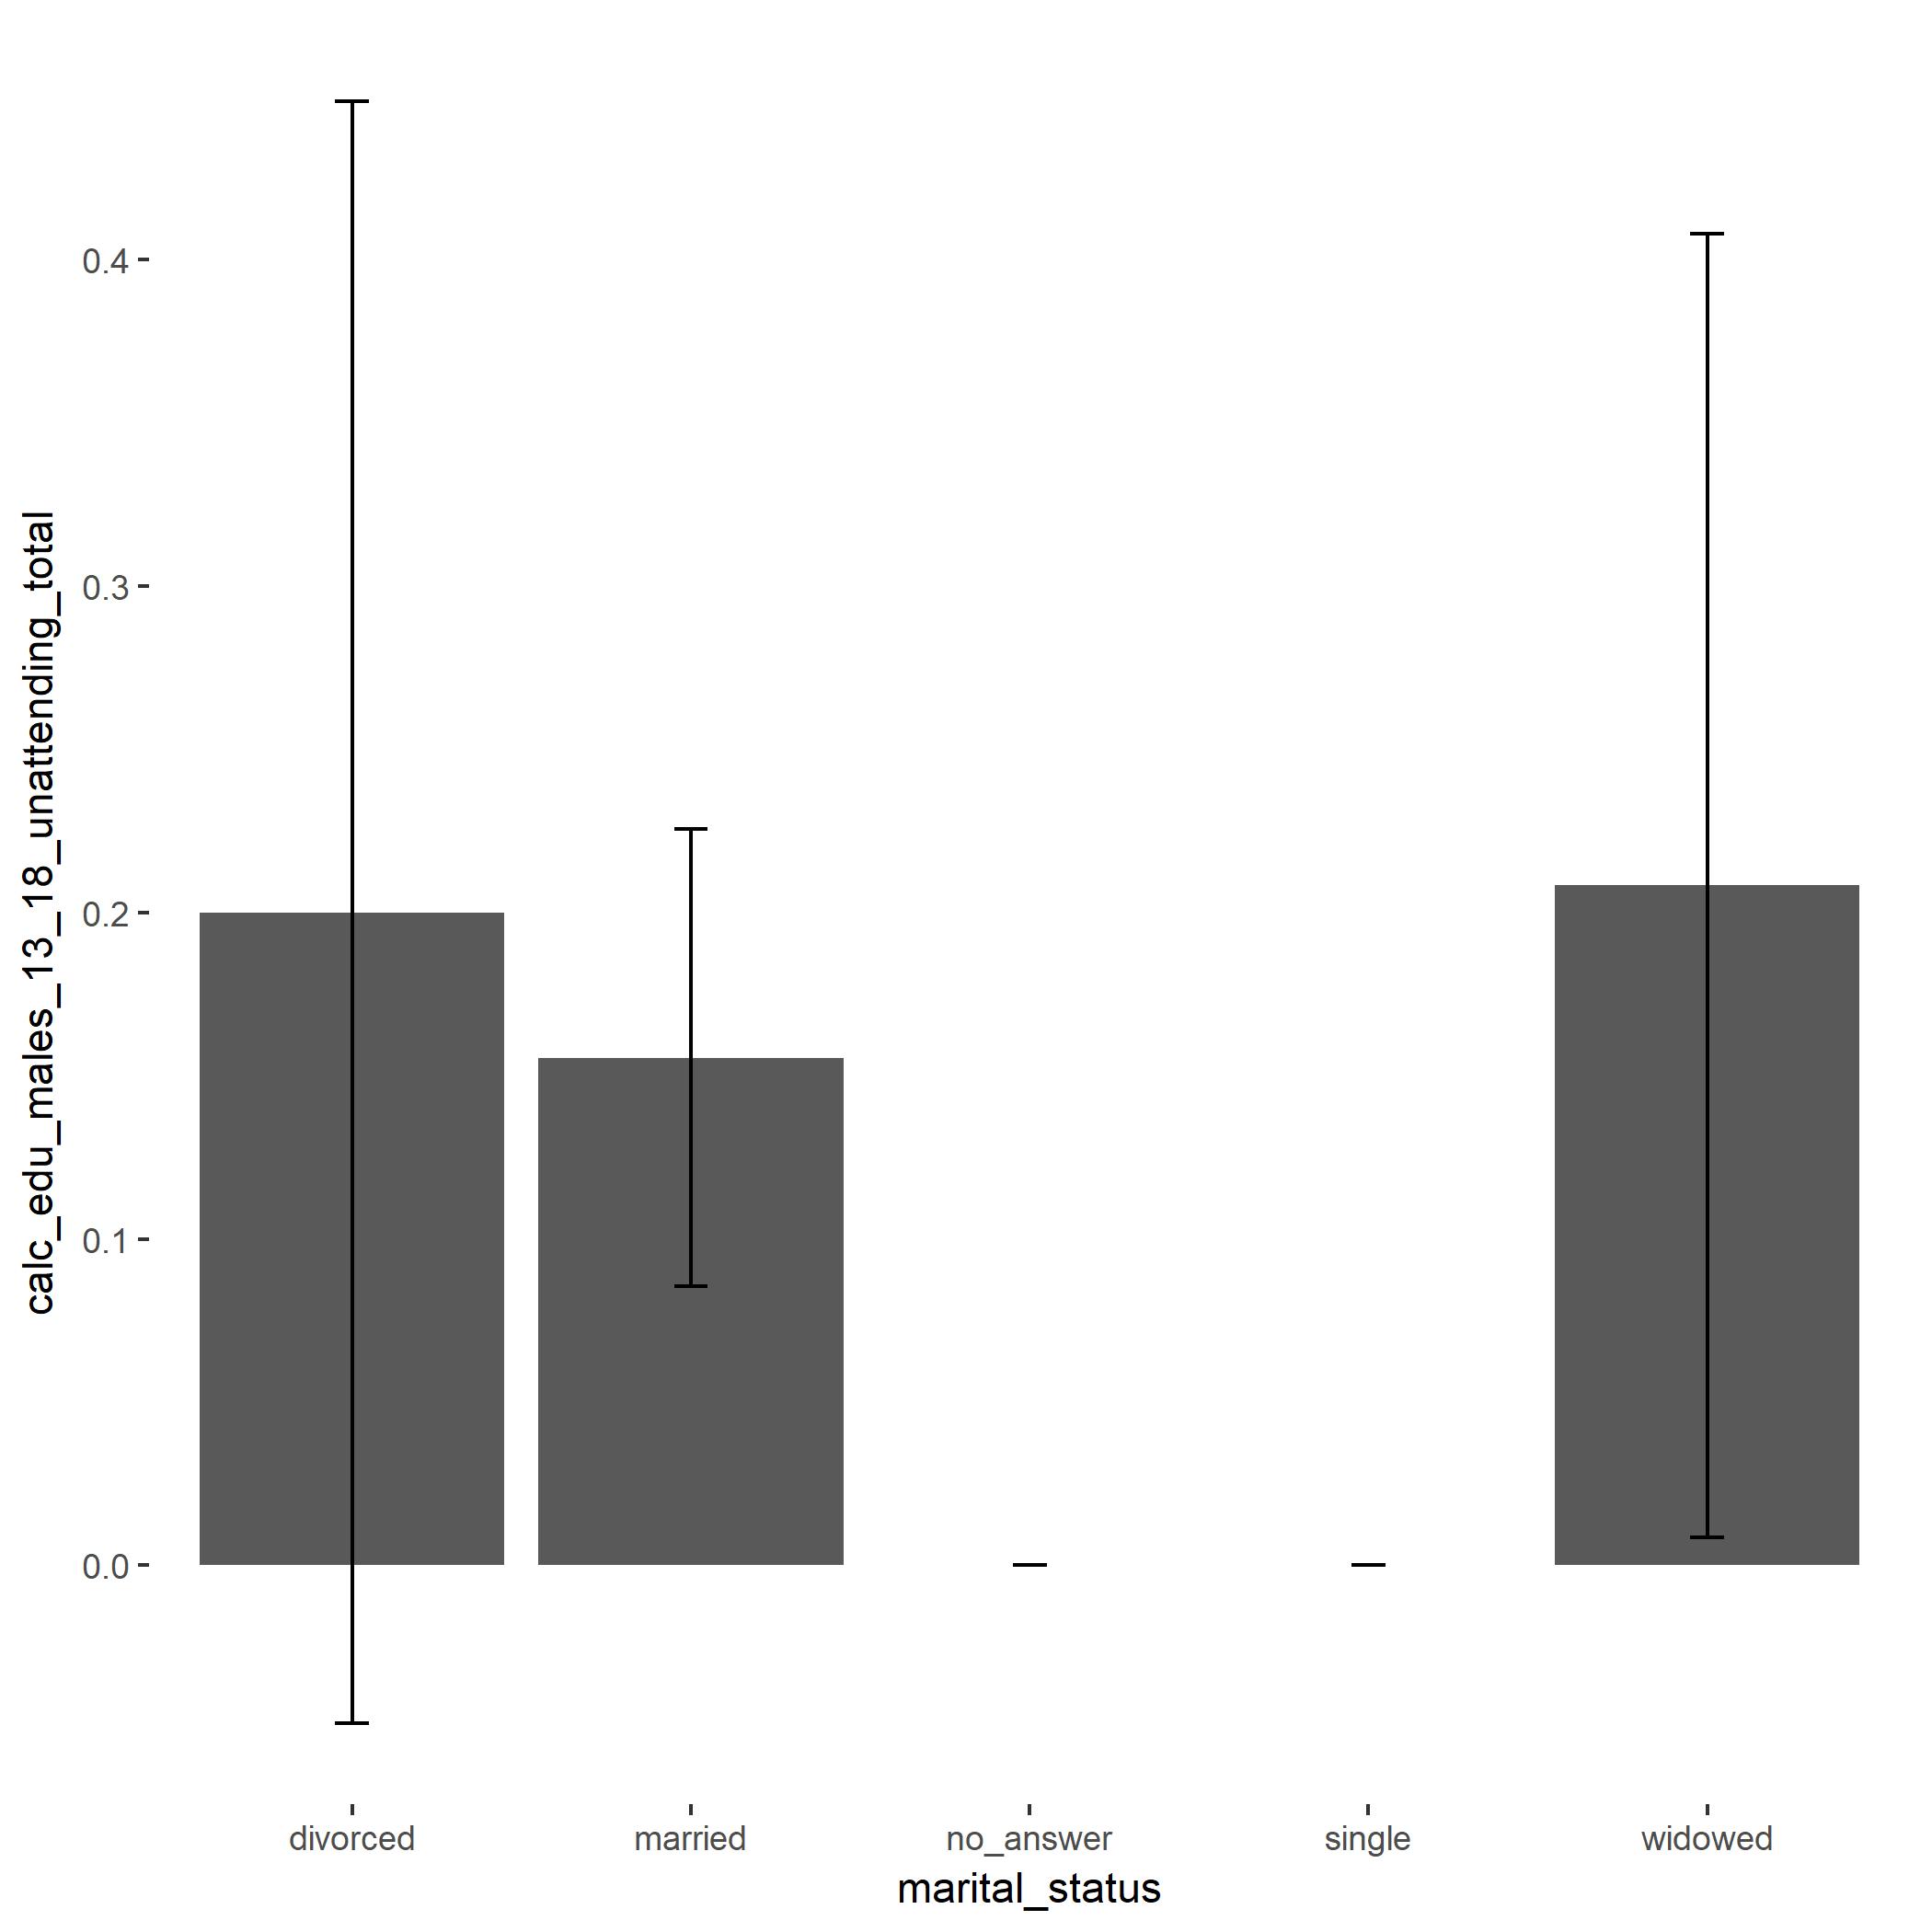 calc_edu_males_13_18_unattending_total
0.4
0.3
0.2
0.1
0.0
divorced married no_answer single widowed
marital_status